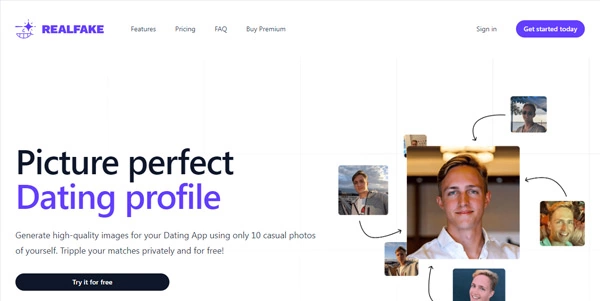 REALFAKE
Features
Pricing
FAQ
Buy Premium
Sign in
Get started today
Picture perfect
Dating profile
Generate high-quality images for your Dating App using only 10 casual photos
of yourself. Tripple your matches privately and for free!
Try it for free